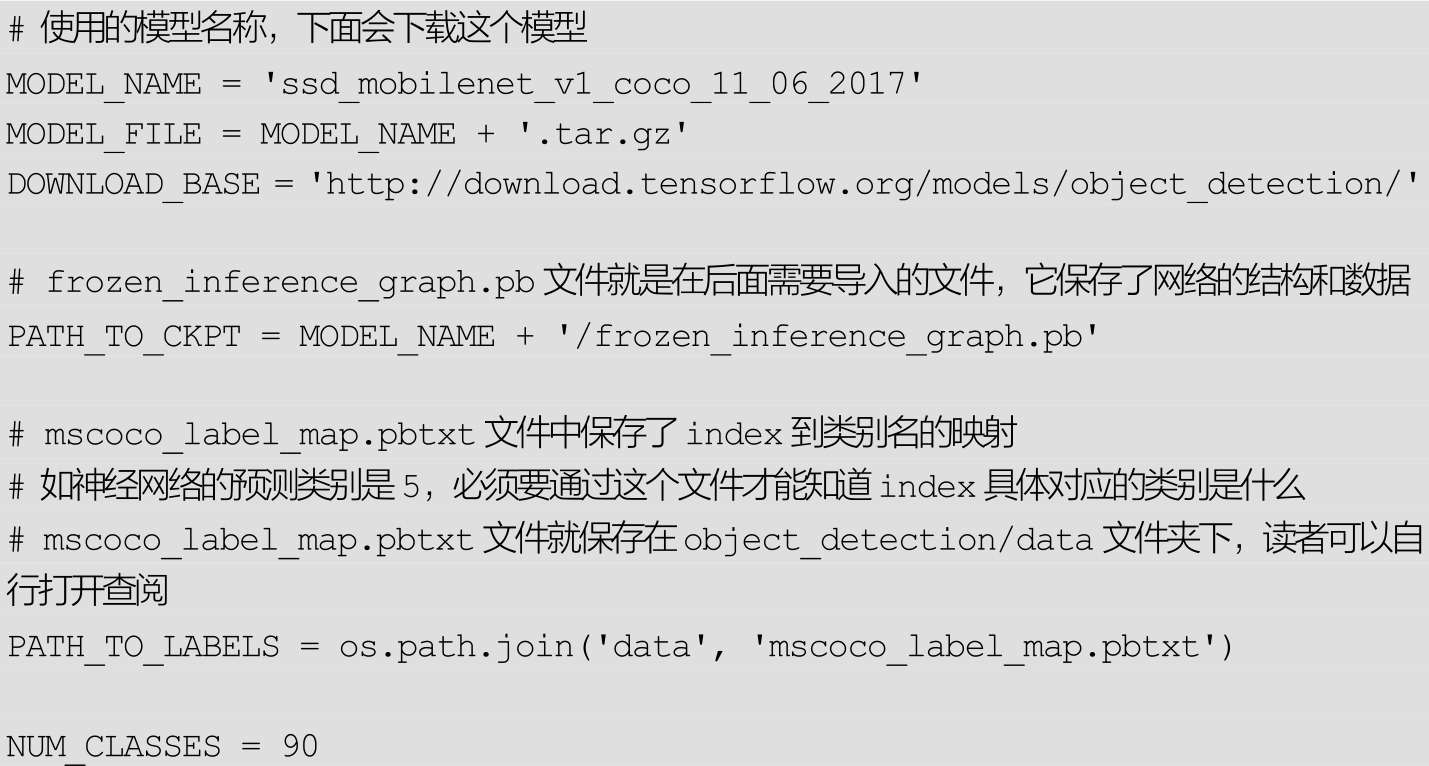 # 使用的模型名称，下面会下载这个模型
MODEL_NAME = 'ssd_mobilenet_v1_coco_11_06_2017'
MODEL_FILE = MODEL_NAME + '.tar.gz'
DOWNLOAD_BASE = 'http://download.tensorflow.org/models/object_detection/'
# frozen_inference_graph.pb 文件就是在后面需要导入的文件，它保存了网络的结构和数据
PATH_TO_CKPT = MODEL_NAME + '/frozen_inference_graph.pb'
# mscoco_label_map.pbtxt 文件中保存了 index 到类别名的映射
# 如神经网络的预测类别是 5，必须要通过这个文件才能知道 index 具体对应的类别是什么
# mscoco_label_map.pbtxt 文件就保存在 object_detection/data 文件夹下，读者可以自
行打开查阅
PATH_TO_LABELS = os.path.join('data', 'mscoco_label_map.pbtxt')
NUM_CLASSES = 90